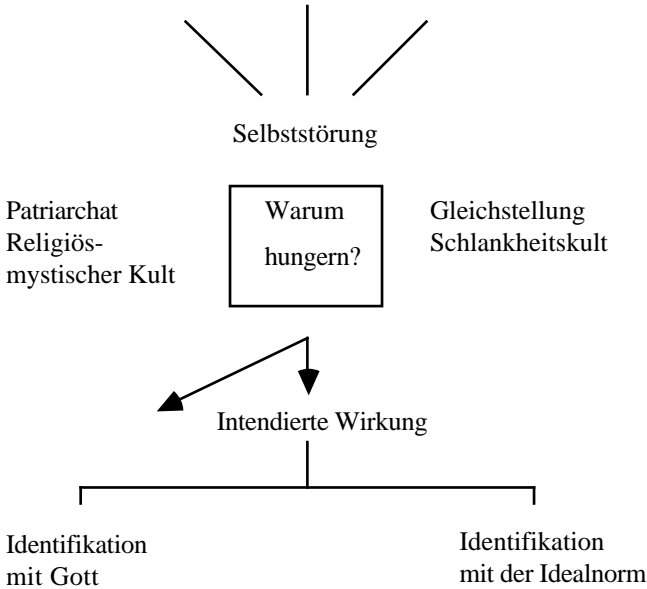 Selbststörung
Patriarchat
Religiös-
mystischer Kult
Warum
hungern?
Gleichstellung
Schlankheitskult
Intendierte Wirkung
Identifikation
mit Gott
Identifikation
mit der Idealnorm